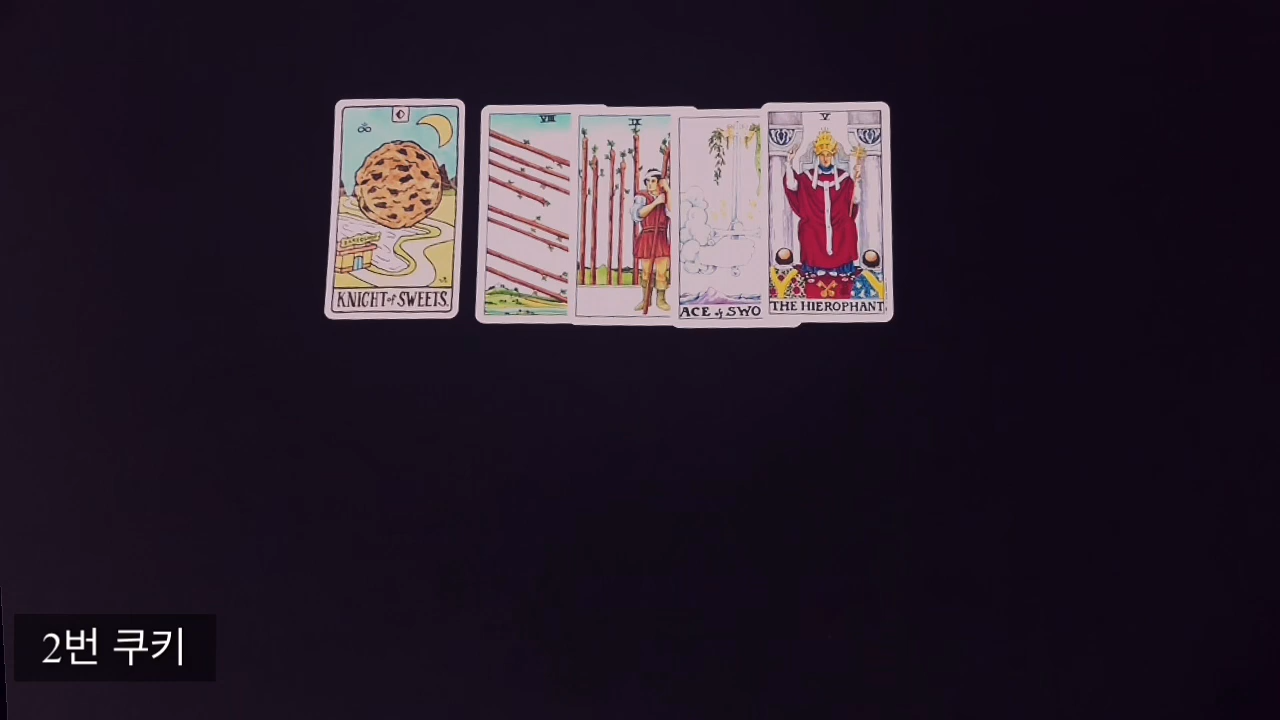 KNIGHT of SWEETS.
VIII
IX
ACE of SWO
V
THE HIEROPHANT.
2번 쿠키